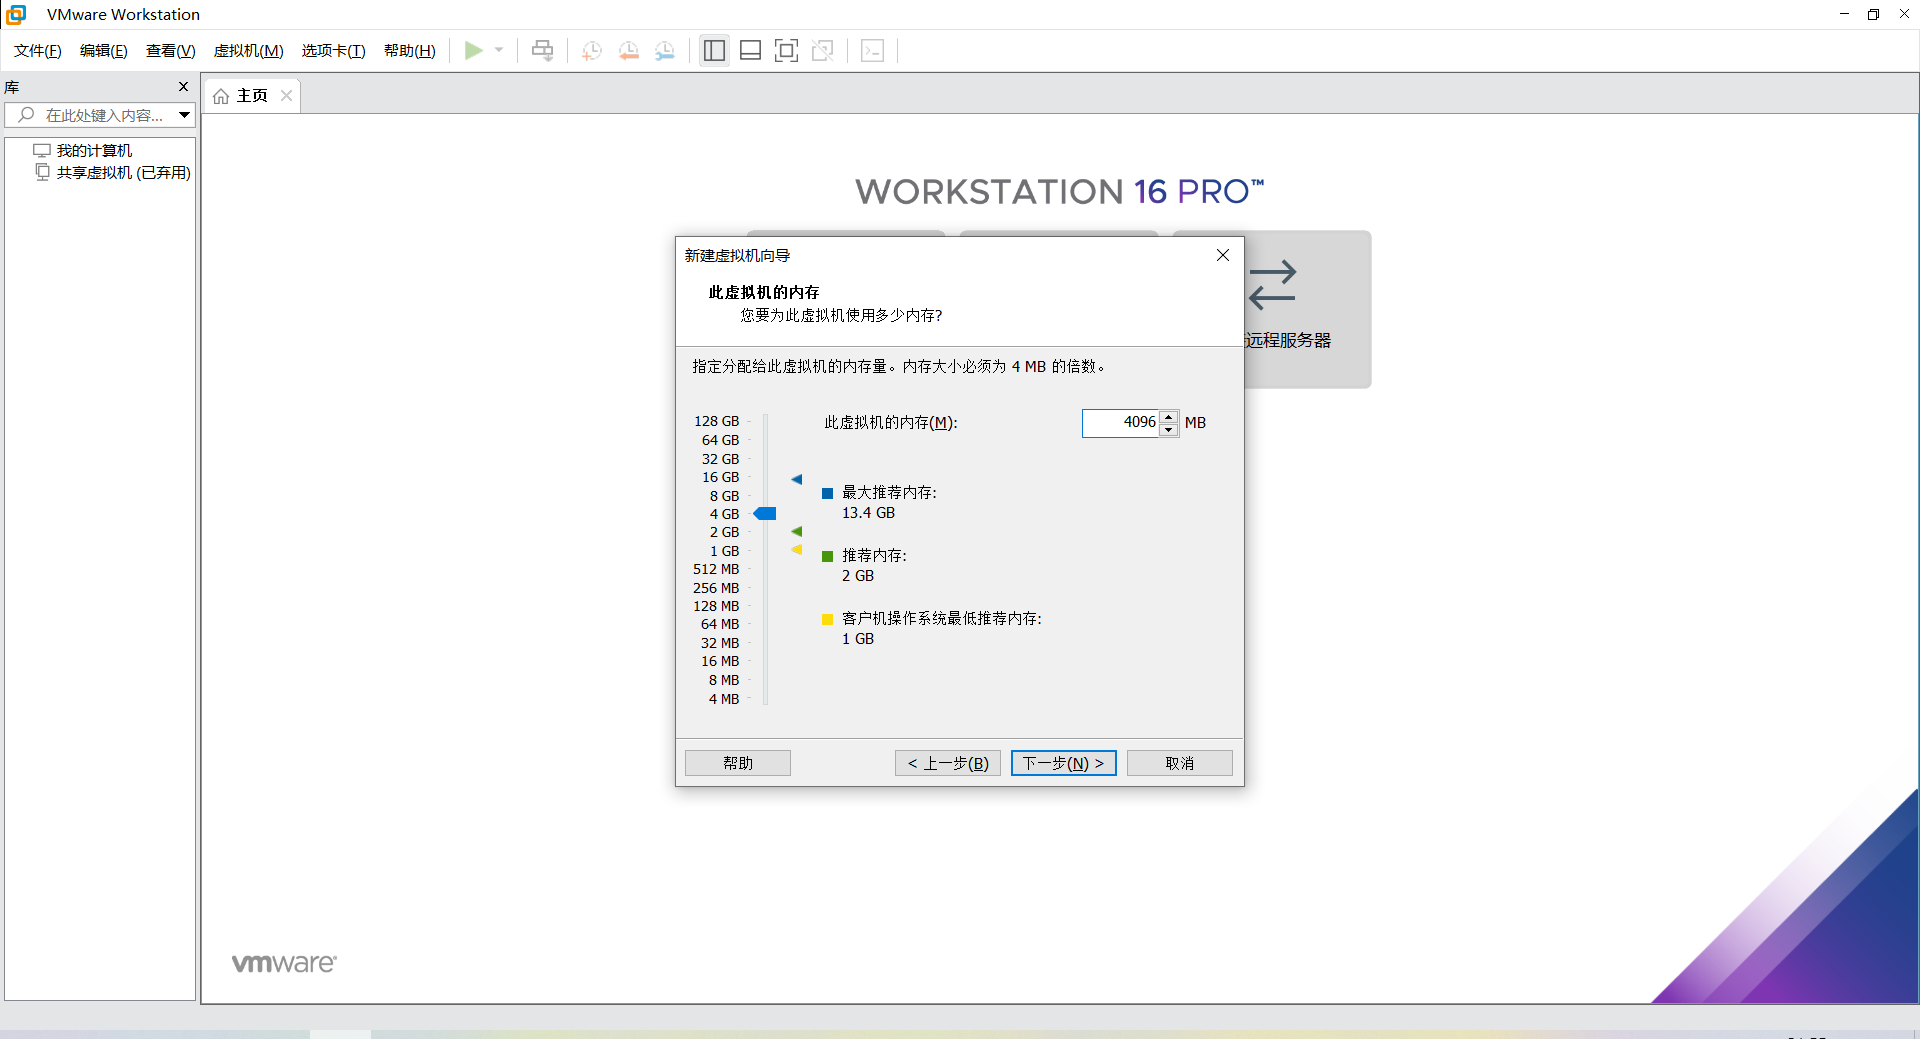 VMware Workstation
文件(F) 编辑(E) 查看(V) 虚拟机(M) 选项卡(T) 帮助(H)
库
在此处键入内容...
我的计算机
共享虚拟机 (已弃用)
主页
WORKSTATION 16 PRO™
远程服务器
新建虚拟机向导
此虚拟机的内存
您要为此虚拟机使用多少内存?
指定分配给此虚拟机的内存量。内存大小必须为 4 MB 的倍数。
128 GB
64 GB
32 GB
16 GB
8 GB
4 GB
2 GB
1 GB
512 MB
256 MB
128 MB
64 MB
32 MB
16 MB
8 MB
4 MB
此虚拟机的内存(M): 4096 MB
最大推荐内存:
13.4 GB
推荐内存:
2 GB
客户机操作系统最低推荐内存:
1 GB
帮助 < 上一步(B) 下一步(N) > 取消
vmware